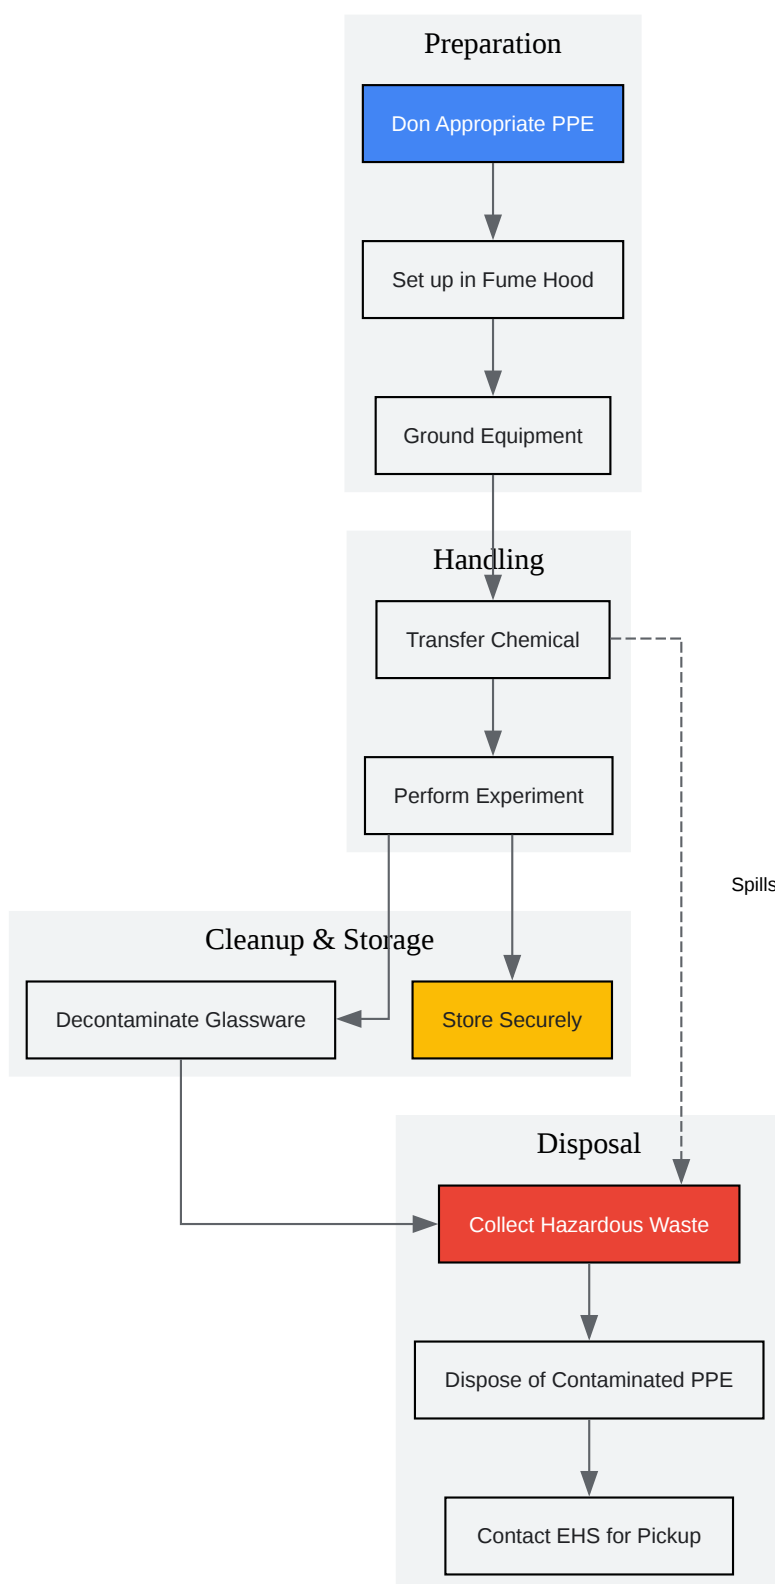 Preparation
Don Appropriate PPE
Set up in Fume Hood
Ground Equipment
Handling
Transfer Chemical
Perform Experiment
Spills
Cleanup & Storage
Decontaminate Glassware
Store Securely
Disposal
Collect Hazardous Waste
Dispose of Contaminated PPE
Contact EHS for Pickup